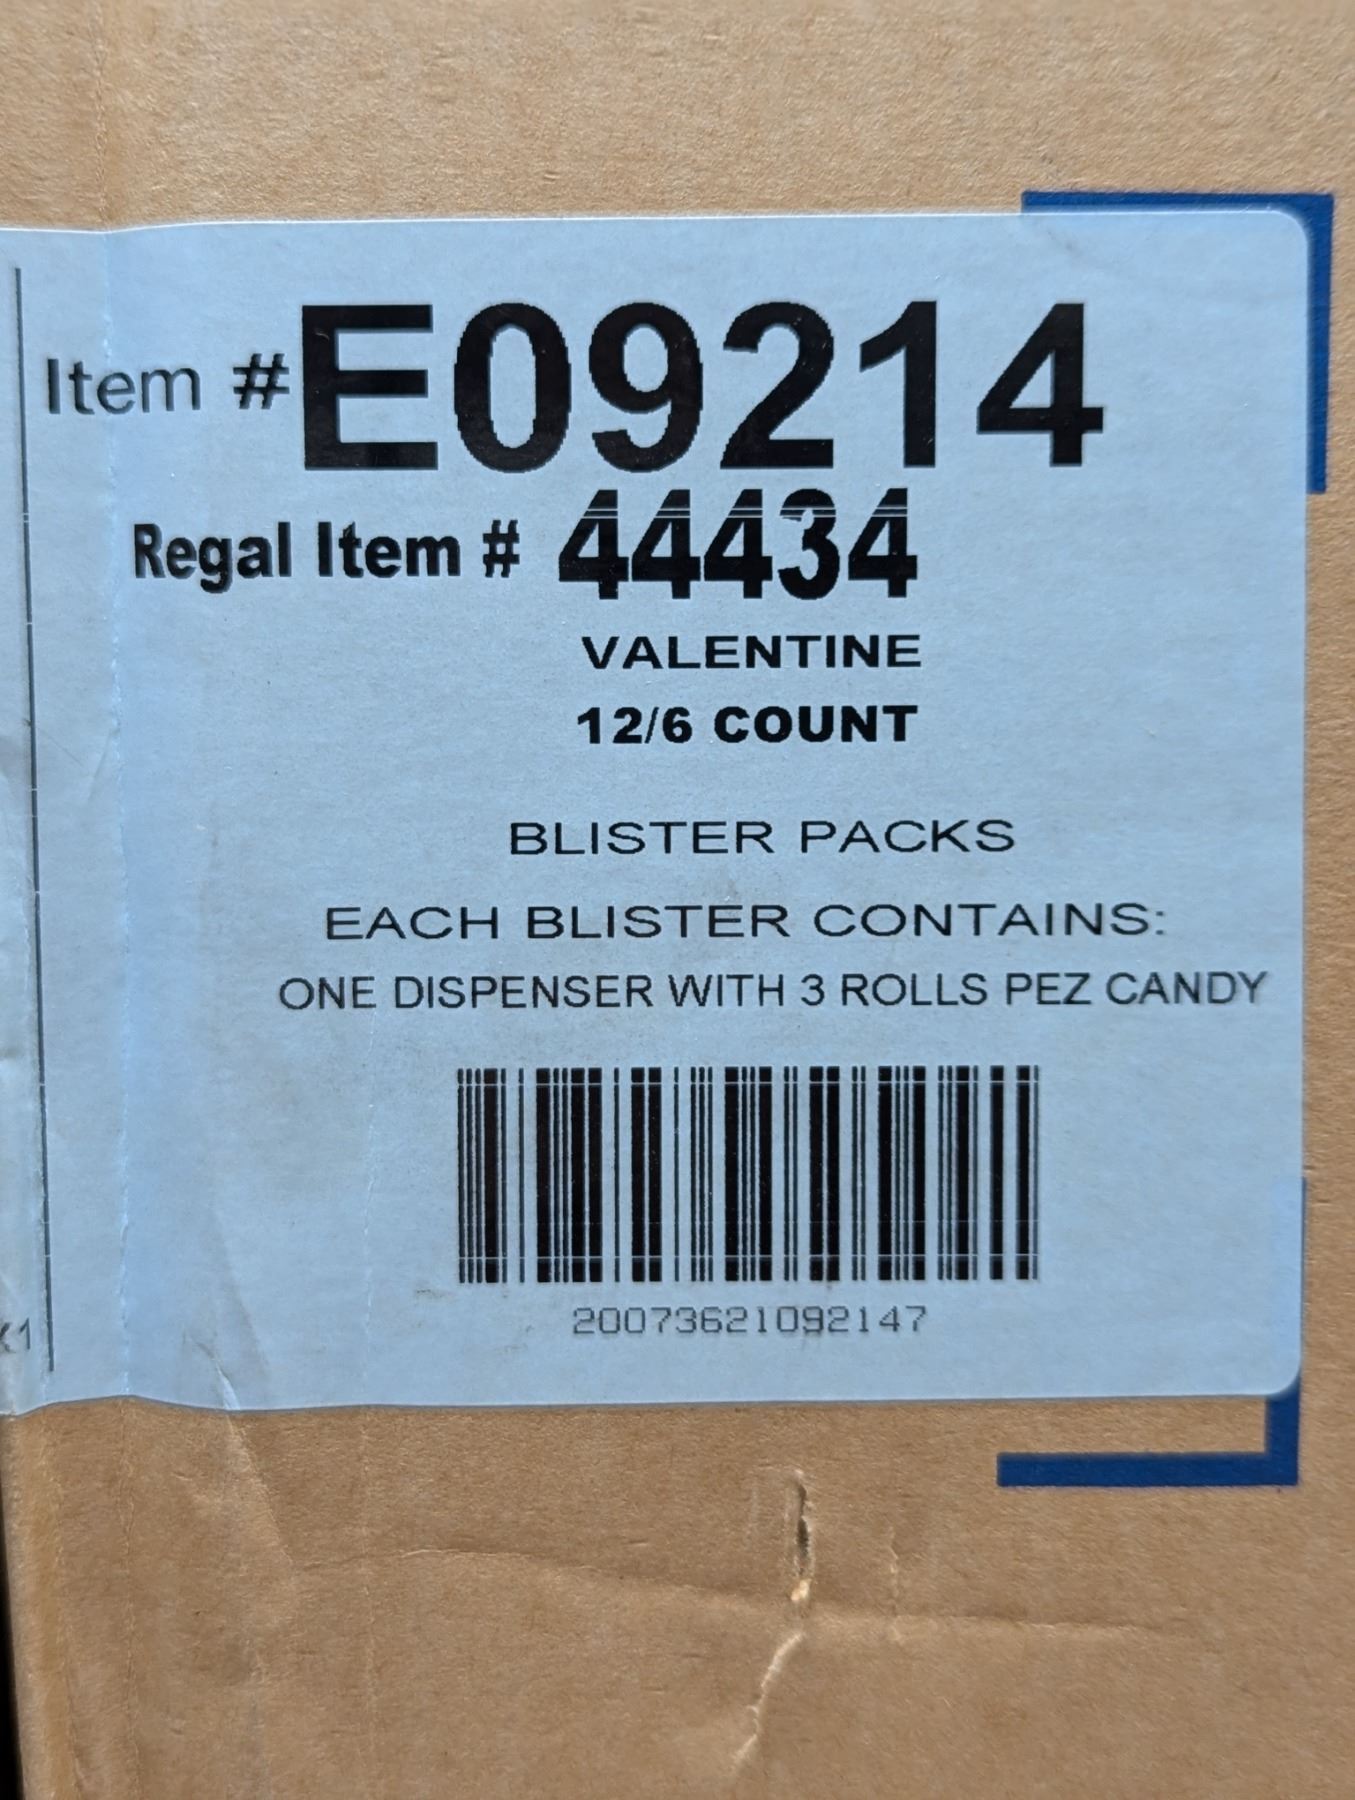 Item # E09214
Regal Item # 44434
VALENTINE
12/6 COUNT
BLISTER PACKS
EACH BLISTER CONTAINS:
ONE DISPENSER WITH 3 ROLLS PEZ CANDY
20073621092147